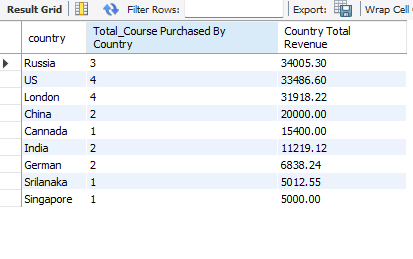 Result Grid Filter Rows: Export: Wrap Cell
country Total_Course Purchased By Country Country Total Revenue
Russia 3 34005.30
US 4 33486.60
London 4 31918.22
China 2 20000.00
Cannada 1 15400.00
India 2 11219.12
German 2 6838.24
Srilanaka 1 5012.55
Singapore 1 5000.00